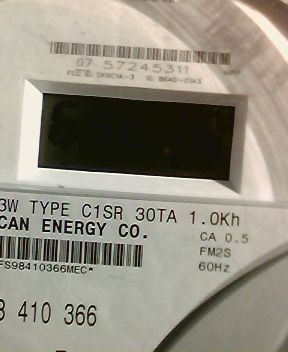 07 57245311
3W TYPE C1SR 30TA 1.0Kh
CAN ENERGY CO.
CA 0.5
FM2S
60Hz
FS98410366MEC*
8 410 366